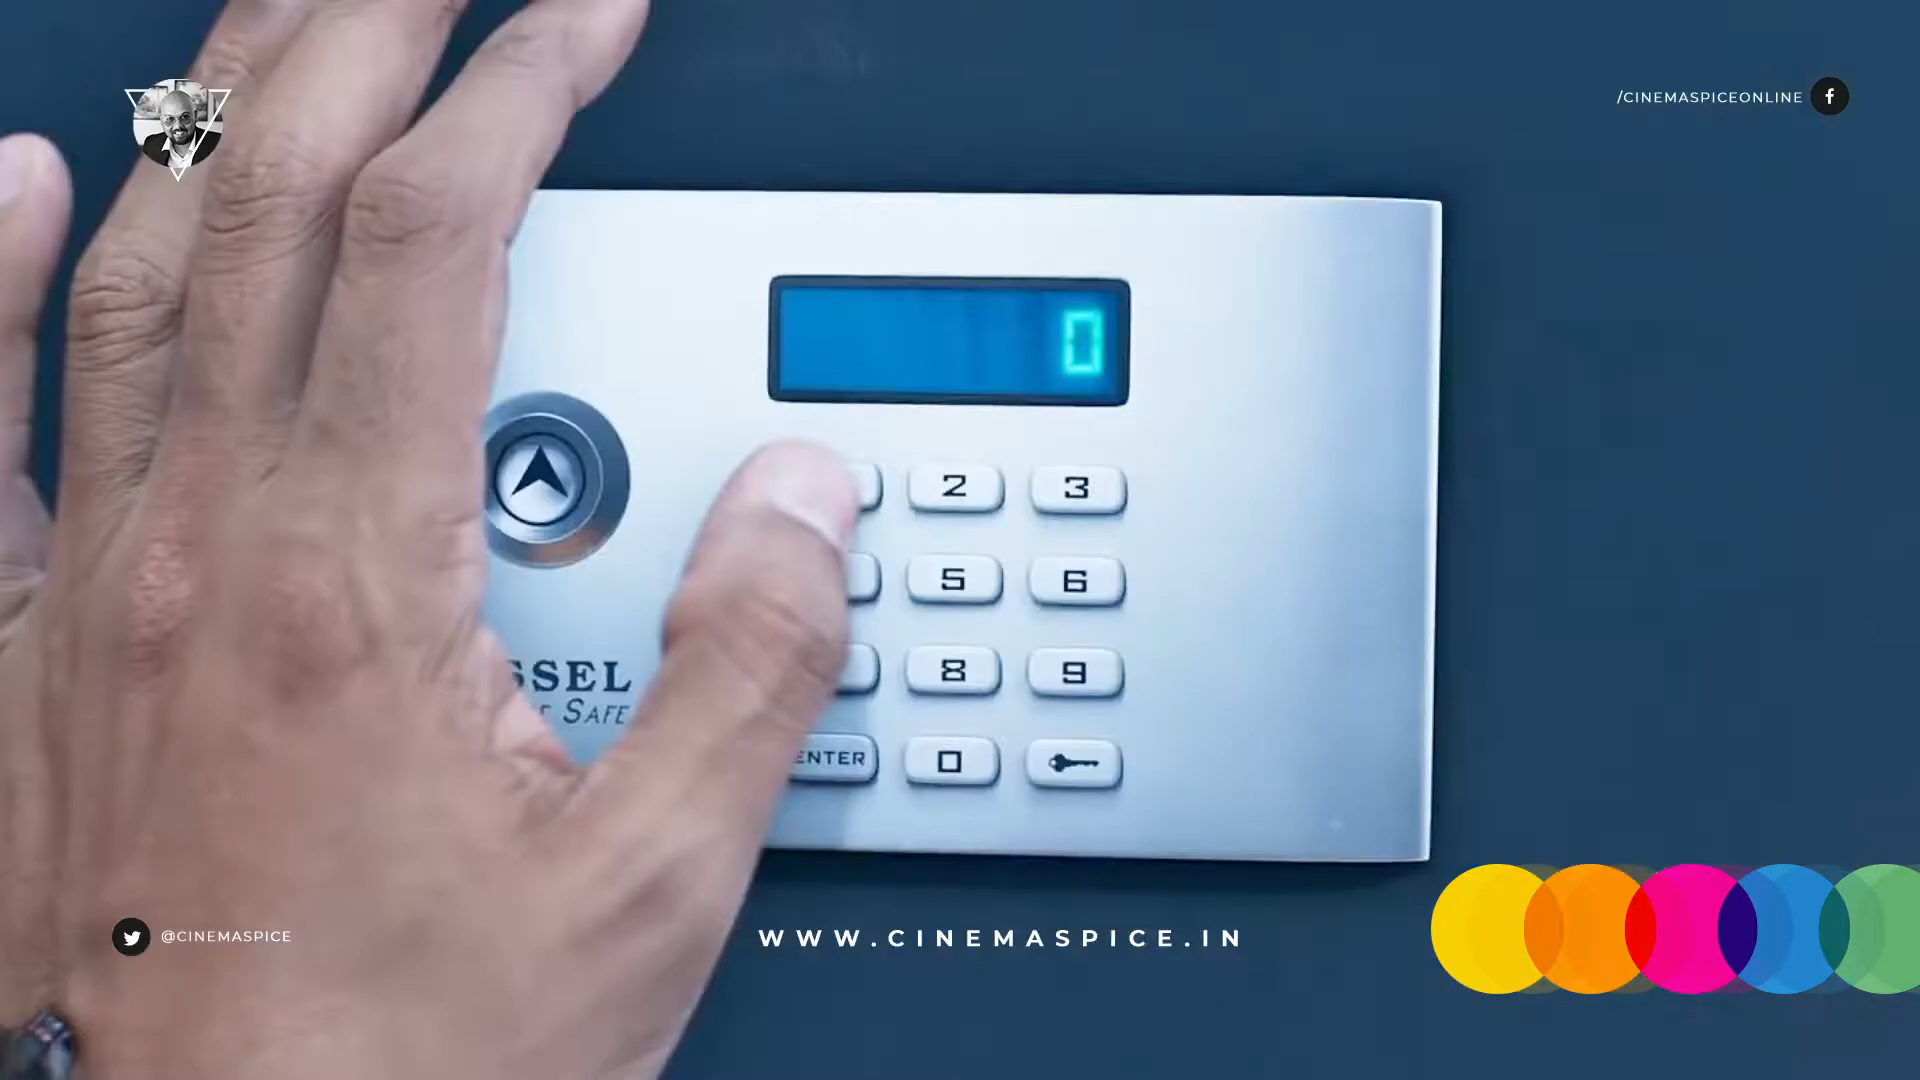 /CINEMASPICEONLINE
0
2
3
5
6
SSEL
8
9
SAFE
ENTER
0
@CINEMASPICE
WWW.CINEMASPICE.IN